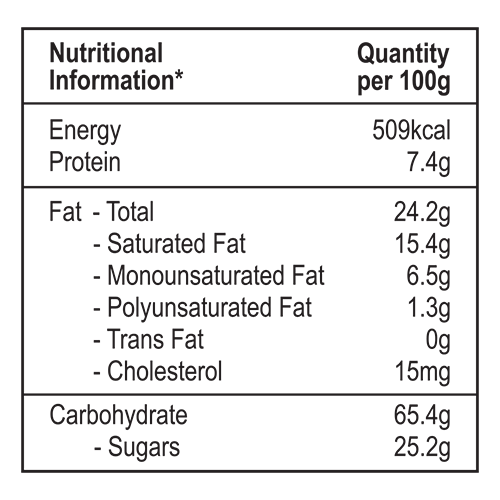 Nutritional Quantity
Information* per 100g
Energy 509kcal
Protein 7.4g
Fat - Total 24.2g
- Saturated Fat 15.4g
- Monounsaturated Fat 6.5g
- Polyunsaturated Fat 1.3g
- Trans Fat 0g
- Cholesterol 15mg
Carbohydrate 65.4g
- Sugars 25.2g